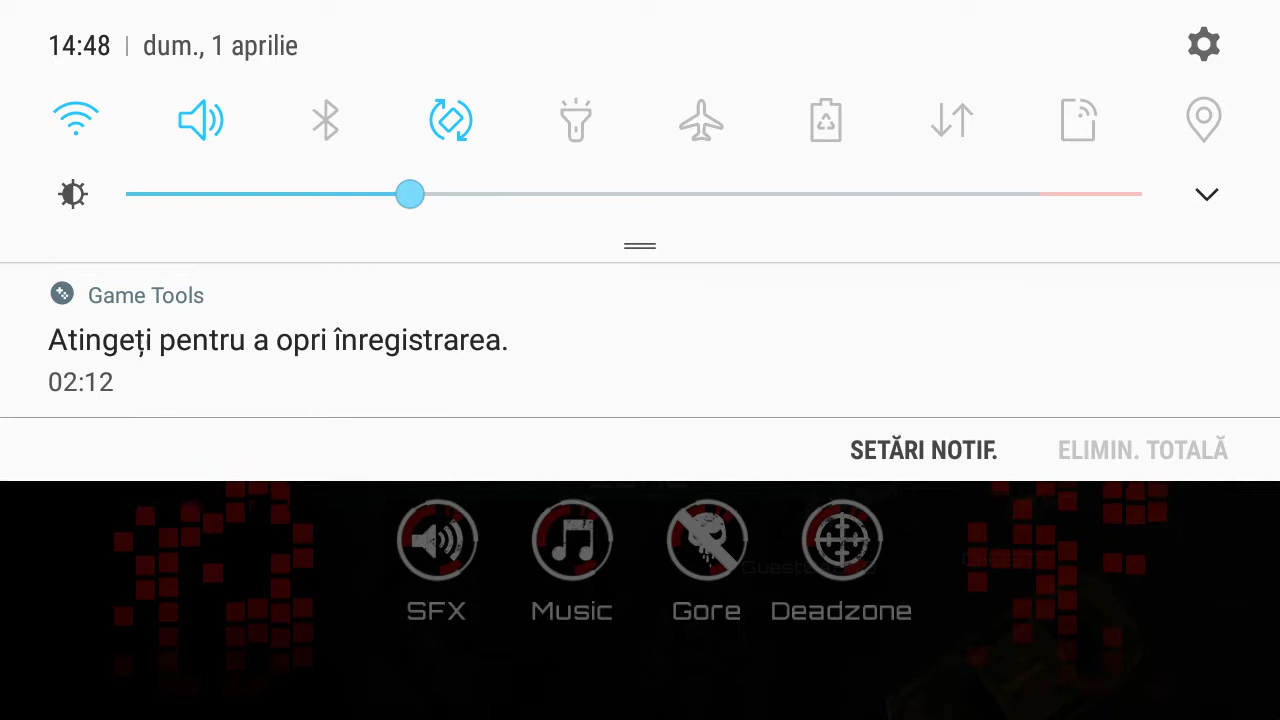 14:48 | dum., 1 aprilie
Game Tools
Atingeți pentru a opri înregistrarea.
02:12
SETĂRI NOTIF. ELIMIN. TOTALĂ
SFX Music Gore Deadzone